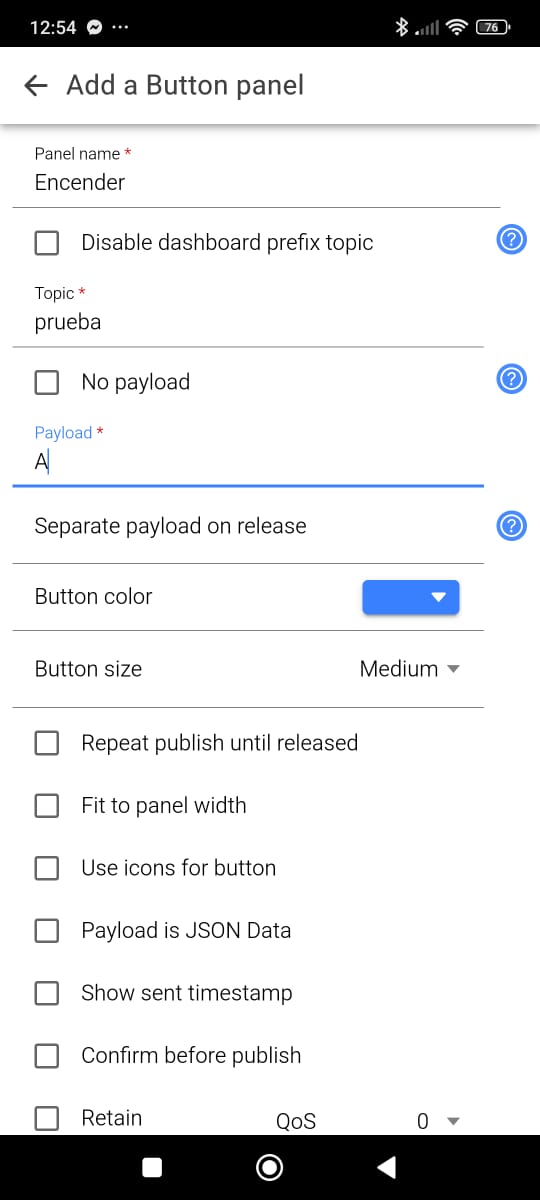 12:54 ... 76
Add a Button panel
Panel name *
Encender
Disable dashboard prefix topic ?
Topic *
prueba
No payload ?
Payload *
A
Separate payload on release ?
Button color
Button size Medium
Repeat publish until released
Fit to panel width
Use icons for button
Payload is JSON Data
Show sent timestamp
Confirm before publish
Retain QoS 0